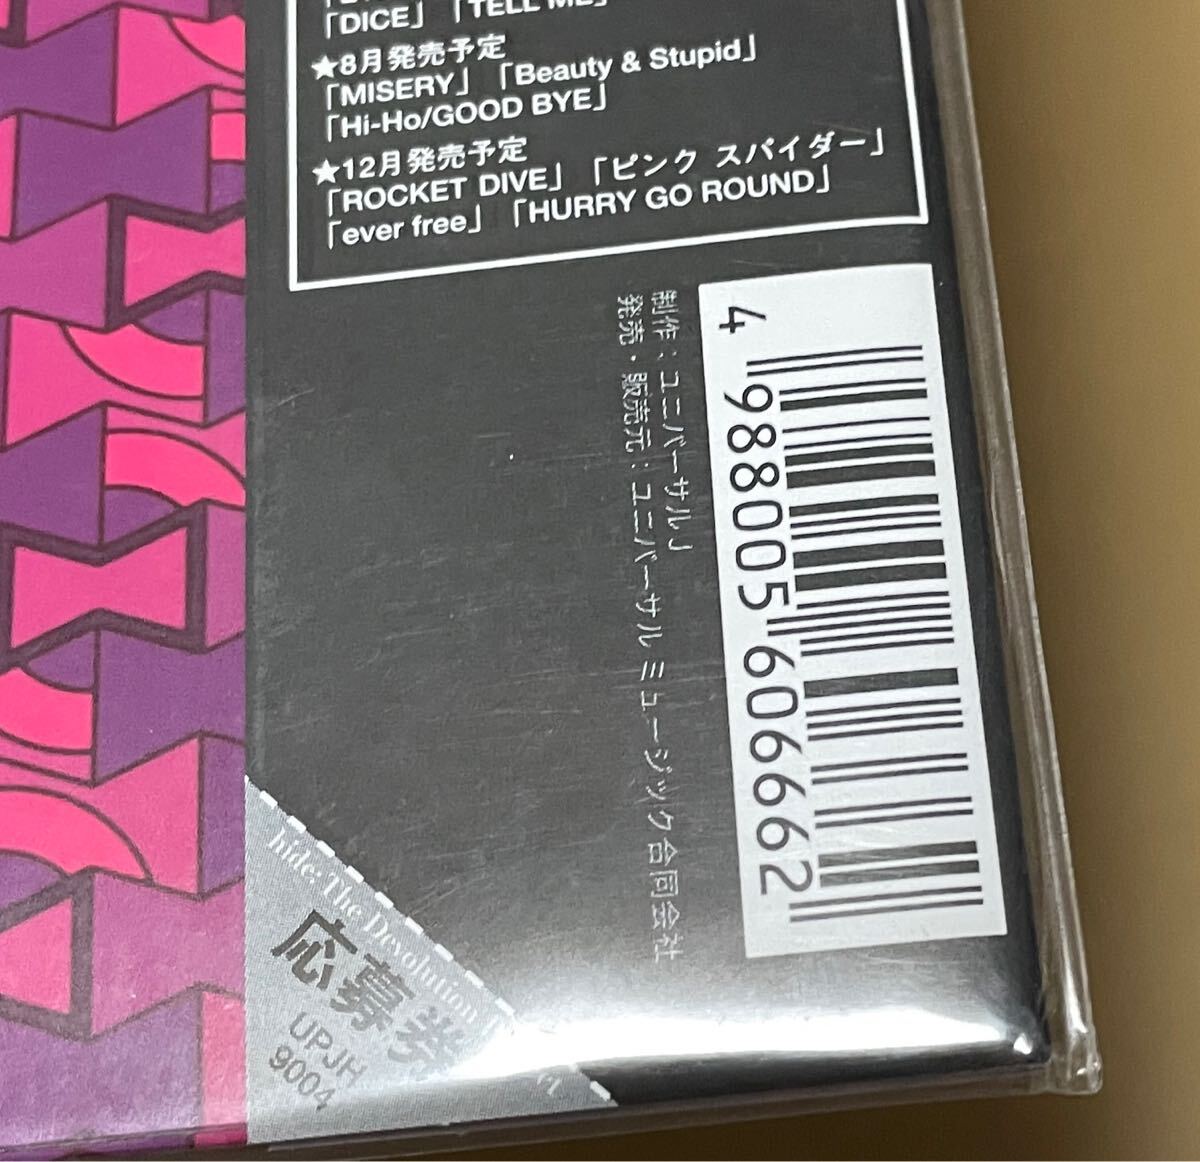 「DICE」「TELL ME」
★8月発売予定
「MISERY」「Beauty & Stupid」
「Hi-Ho/GOOD BYE」
★12月発売予定
「ROCKET DIVE」「ピンク スパイダー」
「ever free」「HURRY GO ROUND」
制作:ユニバーサルJ
発売・販売元:ユニバーサル ミュージック合同会社
4 988005 606662
hide: The Devolution
応募券
UPJH
9004